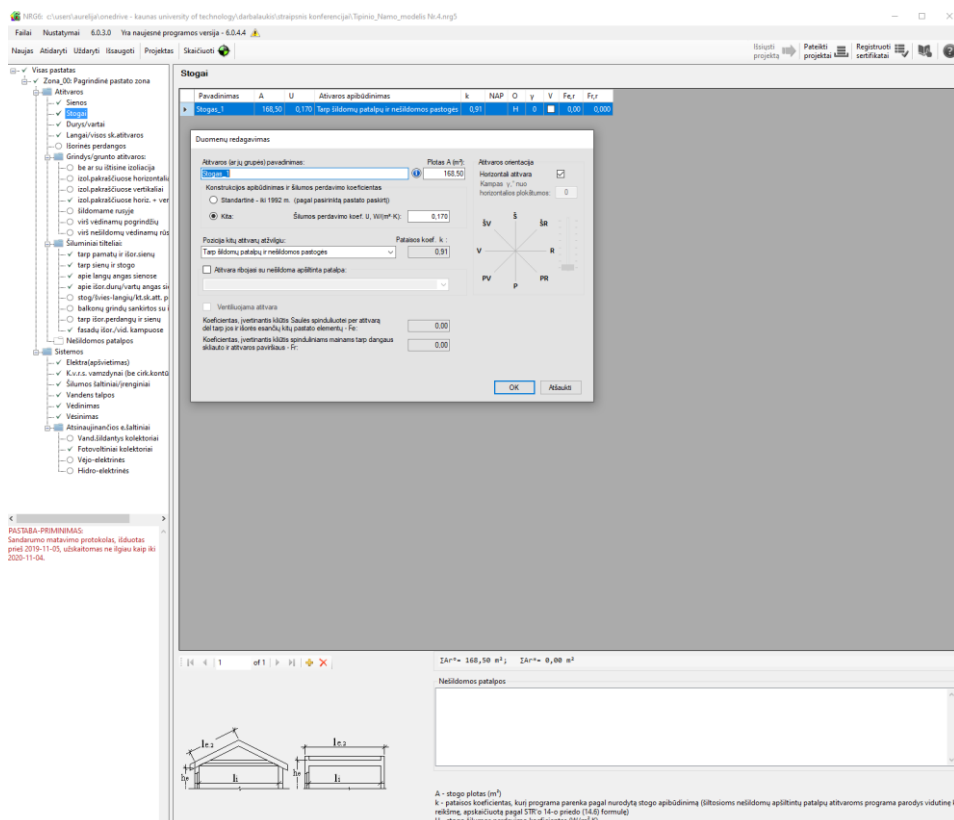 NRG6: c:\users\aurelija\onedrive - kaunas university of technology\darbalaukis\straipsnis konferencijai\Tipinio_Namo_modelis Nr.4.nrg5
Failai Nustatymai 6.0.3.0 Yra naujesnė programos versija - 6.0.4.4
Naujas Atidaryti Uždaryti Išsaugoti Projektas Skaičiuoti
Išsiųsti projektą
Pateikti projektai
Registruoti sertifikatai
Visas pastatas
Zona_00: Pagrindinė pastato zona
Atitvaros
Sienos
Stogai
Durys/vartai
Langai/visos sk.atitvaros
Išorinės perdangos
Grindys/grunto atitvaros:
be ar su ištisine izoliacija
izol.pakraščiuose horizontalia
izol.pakraščiuose vertikaliai
izol.pakraščiuose horiz. + ver
šildomame rusyje
virš vėdinamų pogrindžių
virš nešildomų vėdinamų rūs
Šiluminiai tilteliai:
tarp pamatų ir išor.sienų
tarp sienų ir stogo
apie langų angas sienose
apie išor.durų/vartų angas si
stog/švies-langių/kt.sk.att. p
balkonų grindų sankirtos su i
tarp išor.perdangų ir sienų
fasadų išor./vid. kampuose
Nešildomos patalpos
Sistemos
Elektra(apšvietimas)
K.v.r.s. vamzdynai (be cirk.kontū
Šilumos šaltiniai/įrenginiai
Vandens talpos
Vėdinimas
Vėsinimas
Atsinaujinančios e.šaltiniai
Vand.šildantys kolektoriai
Fotovoltiniai kolektoriai
Vėjo-elektrinės
Hidro-elektrinės
PASTABA-PRIMINIMAS:
Sandarumo matavimo protokolas, išduotas
prieš 2019-11-05, užskaitomas ne ilgiau kaip iki
2020-11-04.
Stogai
Pavadinimas A U Atitvaros apibūdinimas k NAP O γ V Fe,r Fr,r
Stogas_1 168,50 0,170 Tarp šildomų patalpų ir nešildomos pastogės 0,91 H 0 0,00 0,000
Duomenų redagavimas
Atitvaros (ar jų grupės) pavadinimas: Plotas A (m²):
Stogas_1 168,50
Konstrukcijos apibūdinimas ir šilumos perdavimo koeficientas
Standartinė - iki 1992 m. (pagal pasirinktą pastato paskirtį)
Kita: Šilumos perdavimo koef. U, W/(m²·K): 0,170
Pozicija kitų atitvarų atžvilgiu: Pataisos koef. k :
Tarp šildomų patalpų ir nešildomos pastogės 0,91
Atitvara ribojasi su nešildoma apšiltinta patalpa:
Ventiliuojama atitvara
Koeficientas, įvertinantis kliūtis Saulės spinduliuotei per atitvarą
dėl tarp jos ir išorės esančių kitų pastato elementų - Fe: 0.00
Koeficientas, įvertinantis kliūtis spinduliniams mainams tarp dangaus
skliauto ir atitvaros paviršiaus - Fr: 0.00
Atitvaros orientacija
Horizontali atitvara
Kampas γ,° nuo
horizontalios plokštumos: 0
Š
ŠV ŠR
V R
PV PR
P
OK Atšaukti
1 of 1
ΣAr"= 168,50 m²; ΣAr"= 0,00 m²
Nešildomos patalpos
le.2 le.2
he li he li
A - stogo plotas (m²)
k - pataisos koeficientas, kurį programa parenka pagal nurodytą stogo apibūdinimą (šiltosioms nešildomų apšiltintų patalpų atitvaroms programa parodys vidutinę
reikšmę, apskaičiuotą pagal STR'o 14-o priedo (14.6) formulę)